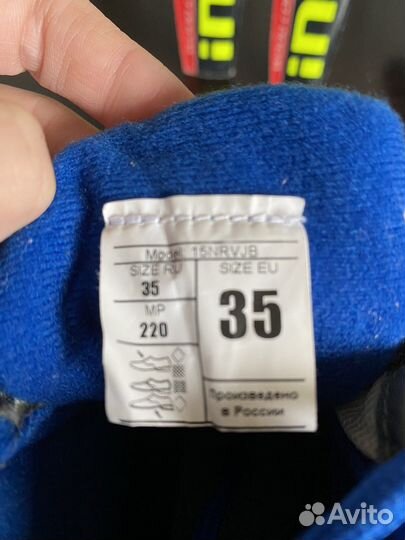 Model 15NRVJB
SIZE RU
35
MP
220
SIZE EU
35
Произведено
в России
Avito